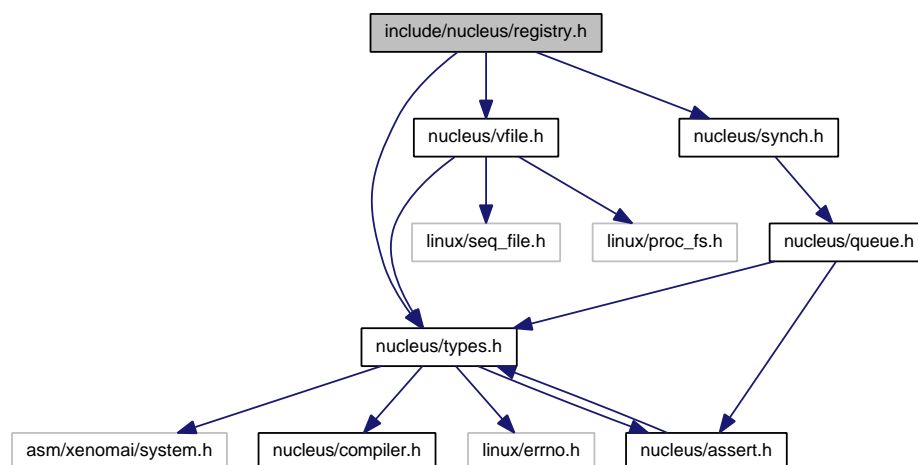 include/nucleus/registry.h
nucleus/vfile.h
nucleus/synch.h
linux/seq_file.h
linux/proc_fs.h
nucleus/queue.h
nucleus/types.h
asm/xenomai/system.h
nucleus/compiler.h
linux/errno.h
nucleus/assert.h